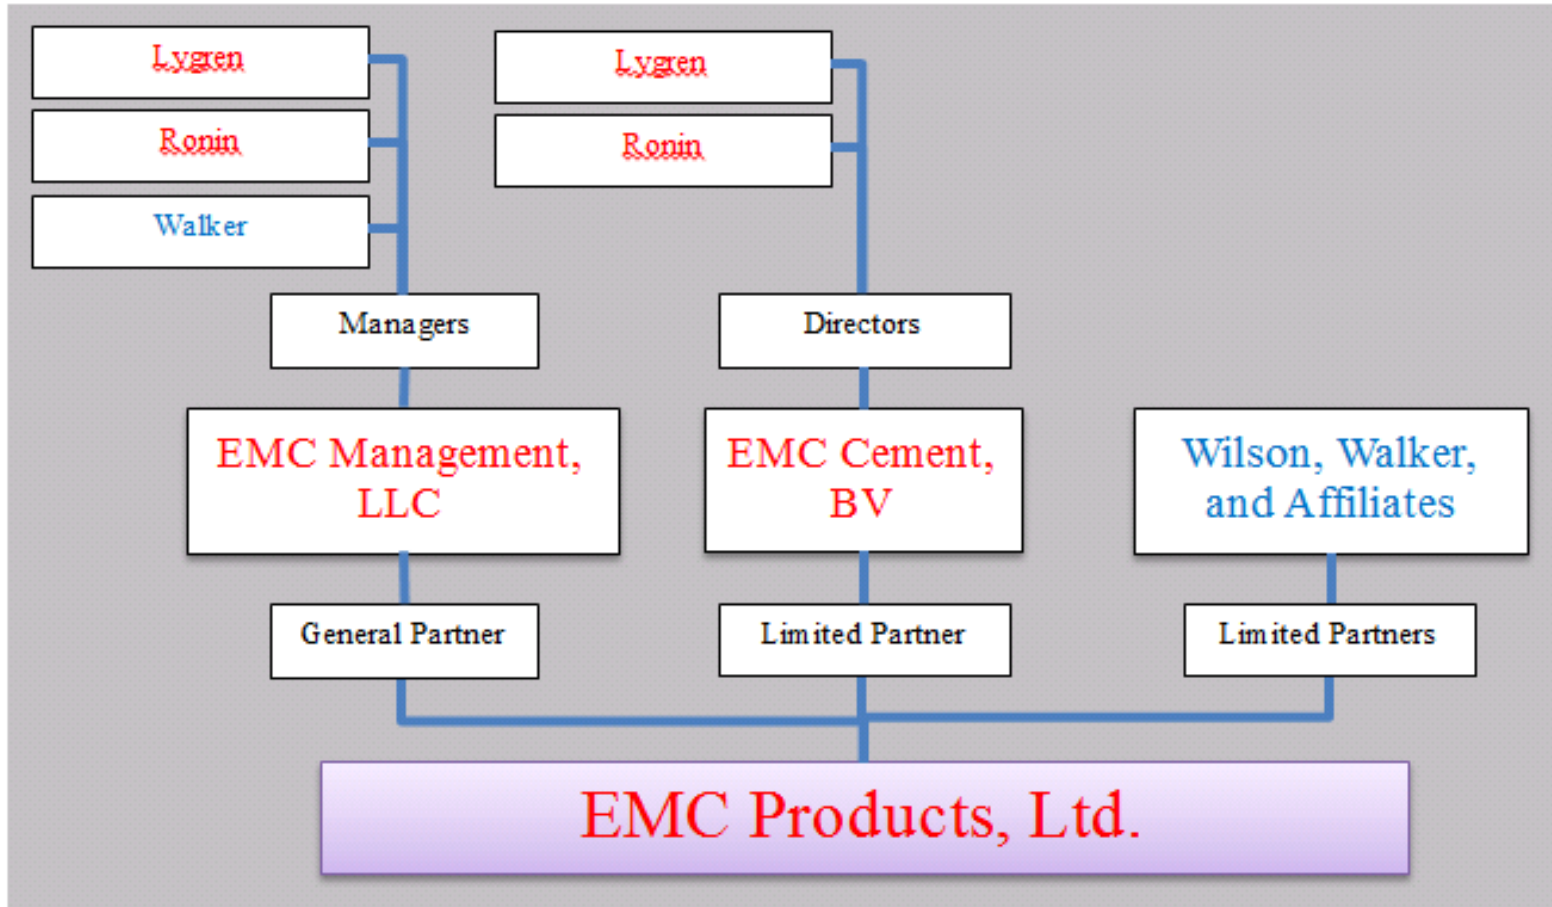 Lygren
Ronin
Walker
Lygren
Ronin
Managers
Directors
EMC Management,
LLC
EMC Cement,
BV
Wilson, Walker,
and Affiliates
General Partner
Limited Partner
Limited Partners
EMC Products, Ltd.